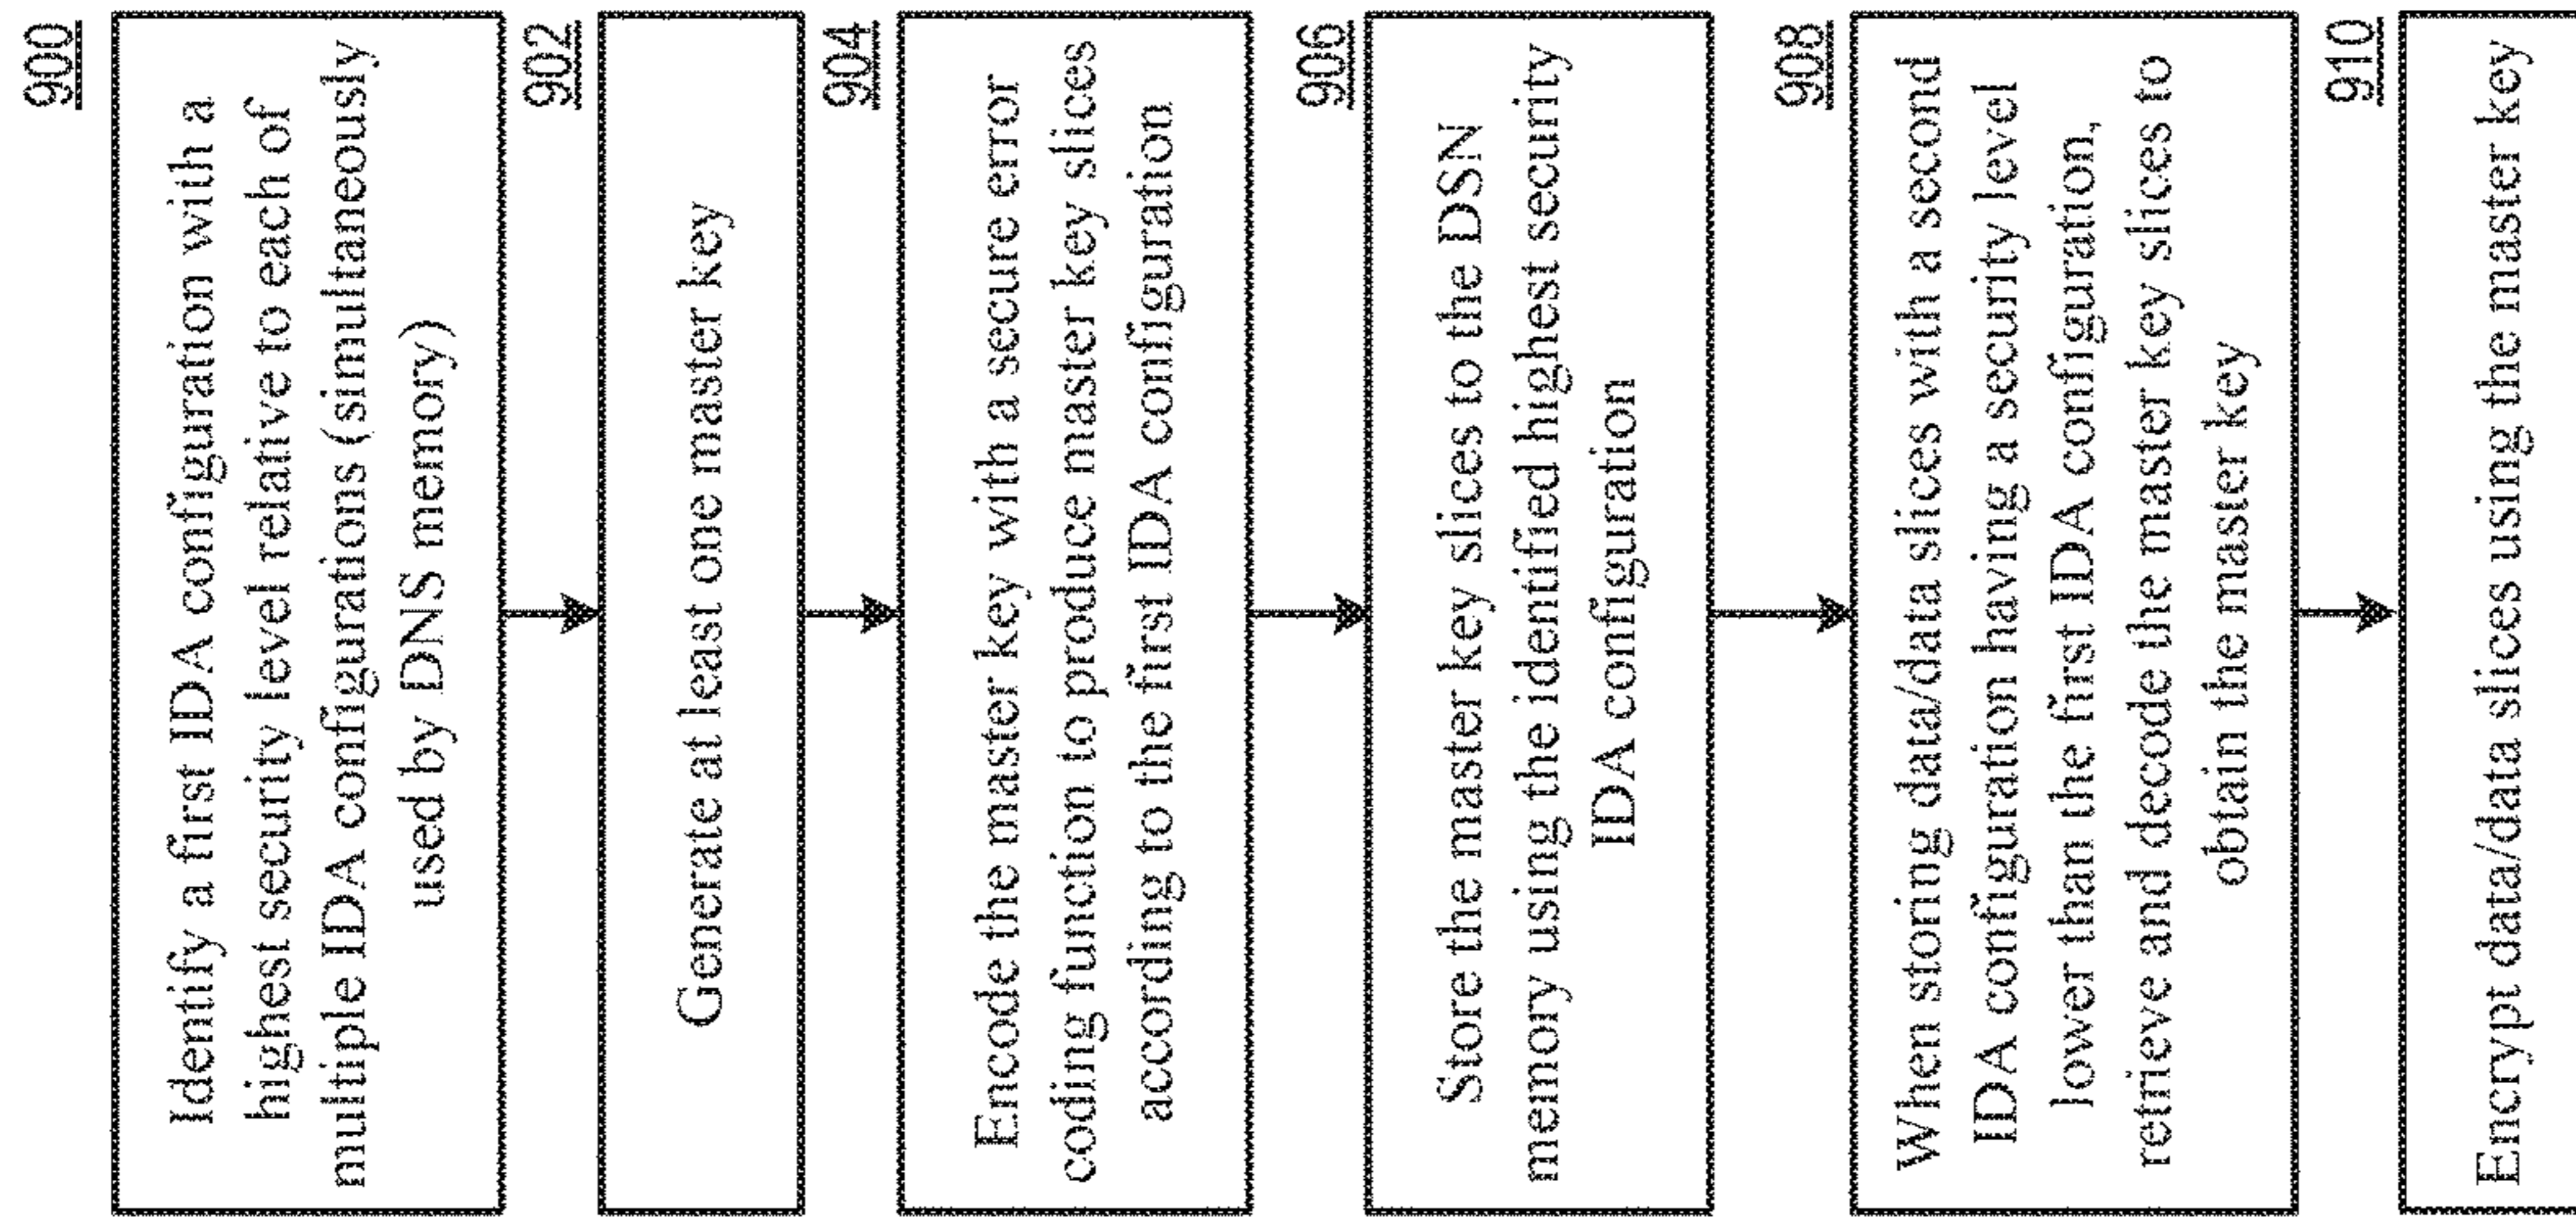 900
Identify a first IDA configuration with a
highest security level relative to each of
multiple IDA configurations (simultaneously
used by DNS memory)
902
Generate at least one master key
904
Encode the master key with a secure error
coding function to produce master key slices
according to the first IDA configuration
906
Store the master key slices to the DSN
memory using the identified highest security
IDA configuration
908
When storing data/data slices with a second
IDA configuration having a security level
lower than the first IDA configuration,
retrieve and decode the master key slices to
obtain the master key
910
Encrypt data/data slices using the master key